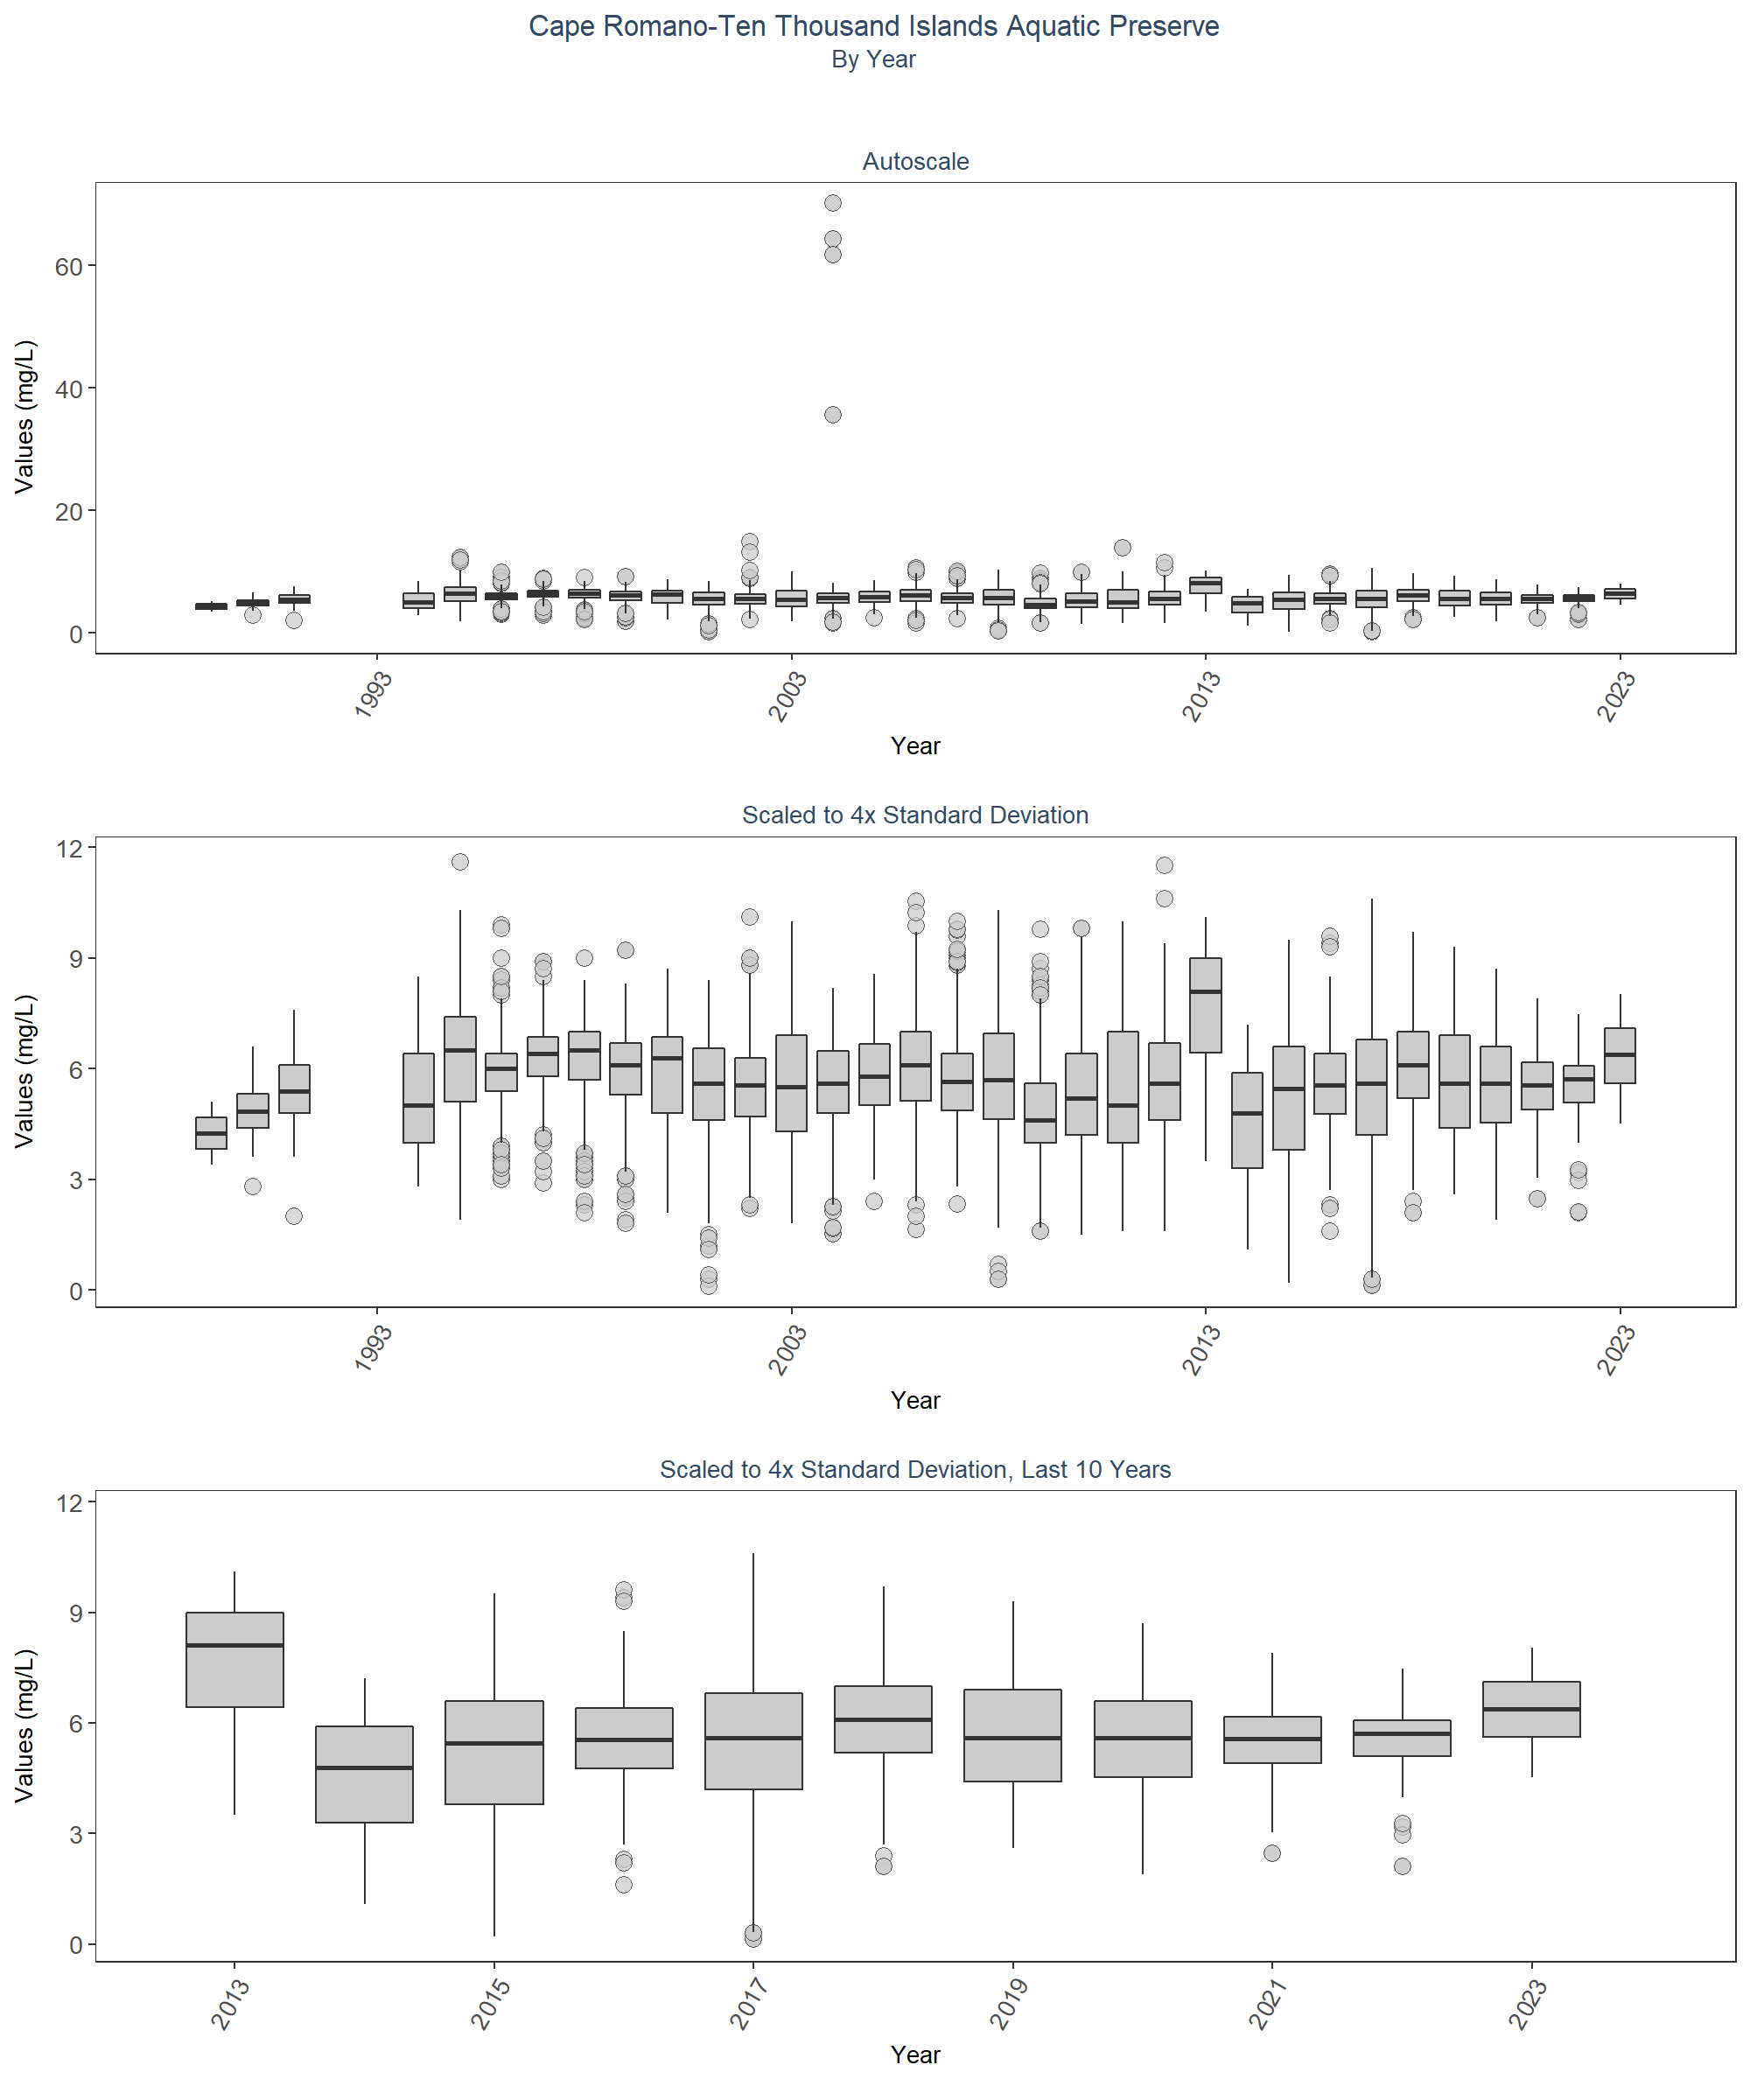 Cape Romano-Ten Thousand Islands Aquatic Preserve
By Year
Autoscale
Values (mg/L)
60
40
20
0
1993
2003
2013
2023
Year
Scaled to 4x Standard Deviation
Values (mg/L)
12
9
6
3
0
1993
2003
2013
2023
Year
Scaled to 4x Standard Deviation, Last 10 Years
Values (mg/L)
12
9
6
3
0
2013
2015
2017
2019
2021
2023
Year